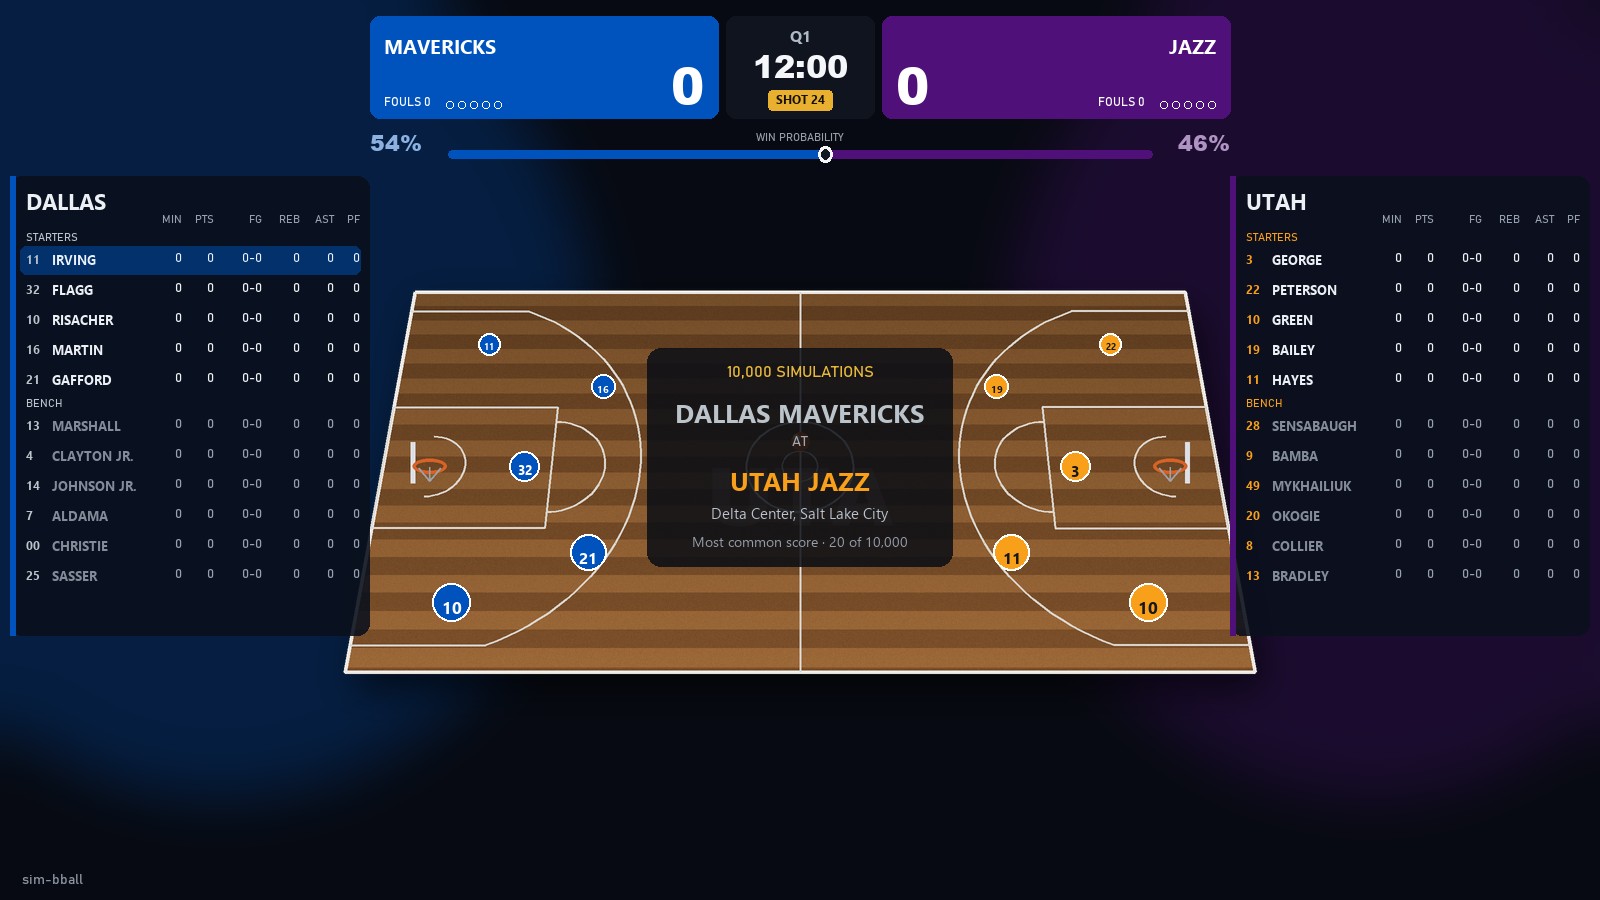 MAVERICKS
0
FOULS 0
Q1
12:00
SHOT 24
JAZZ
0
FOULS 0
54%
WIN PROBABILITY
46%
DALLAS
MIN PTS FG REB AST PF
STARTERS
11 IRVING 0 0 0-0 0 0 0
32 FLAGG 0 0 0-0 0 0 0
10 RISACHER 0 0 0-0 0 0 0
16 MARTIN 0 0 0-0 0 0 0
21 GAFFORD 0 0 0-0 0 0 0
BENCH
13 MARSHALL 0 0 0-0 0 0 0
4 CLAYTON JR. 0 0 0-0 0 0 0
14 JOHNSON JR. 0 0 0-0 0 0 0
7 ALDAMA 0 0 0-0 0 0 0
00 CHRISTIE 0 0 0-0 0 0 0
25 SASSER 0 0 0-0 0 0 0
11
16
32
21
10
10,000 SIMULATIONS
DALLAS MAVERICKS
AT
UTAH JAZZ
Delta Center, Salt Lake City
Most common score · 20 of 10,000
22
19
3
11
10
UTAH
MIN PTS FG REB AST PF
STARTERS
3 GEORGE 0 0 0-0 0 0 0
22 PETERSON 0 0 0-0 0 0 0
10 GREEN 0 0 0-0 0 0 0
19 BAILEY 0 0 0-0 0 0 0
11 HAYES 0 0 0-0 0 0 0
BENCH
28 SENSABAUGH 0 0 0-0 0 0 0
9 BAMBA 0 0 0-0 0 0 0
49 MYKHAILIUK 0 0 0-0 0 0 0
20 OKOGIE 0 0 0-0 0 0 0
8 COLLIER 0 0 0-0 0 0 0
13 BRADLEY 0 0 0-0 0 0 0
sim-bball